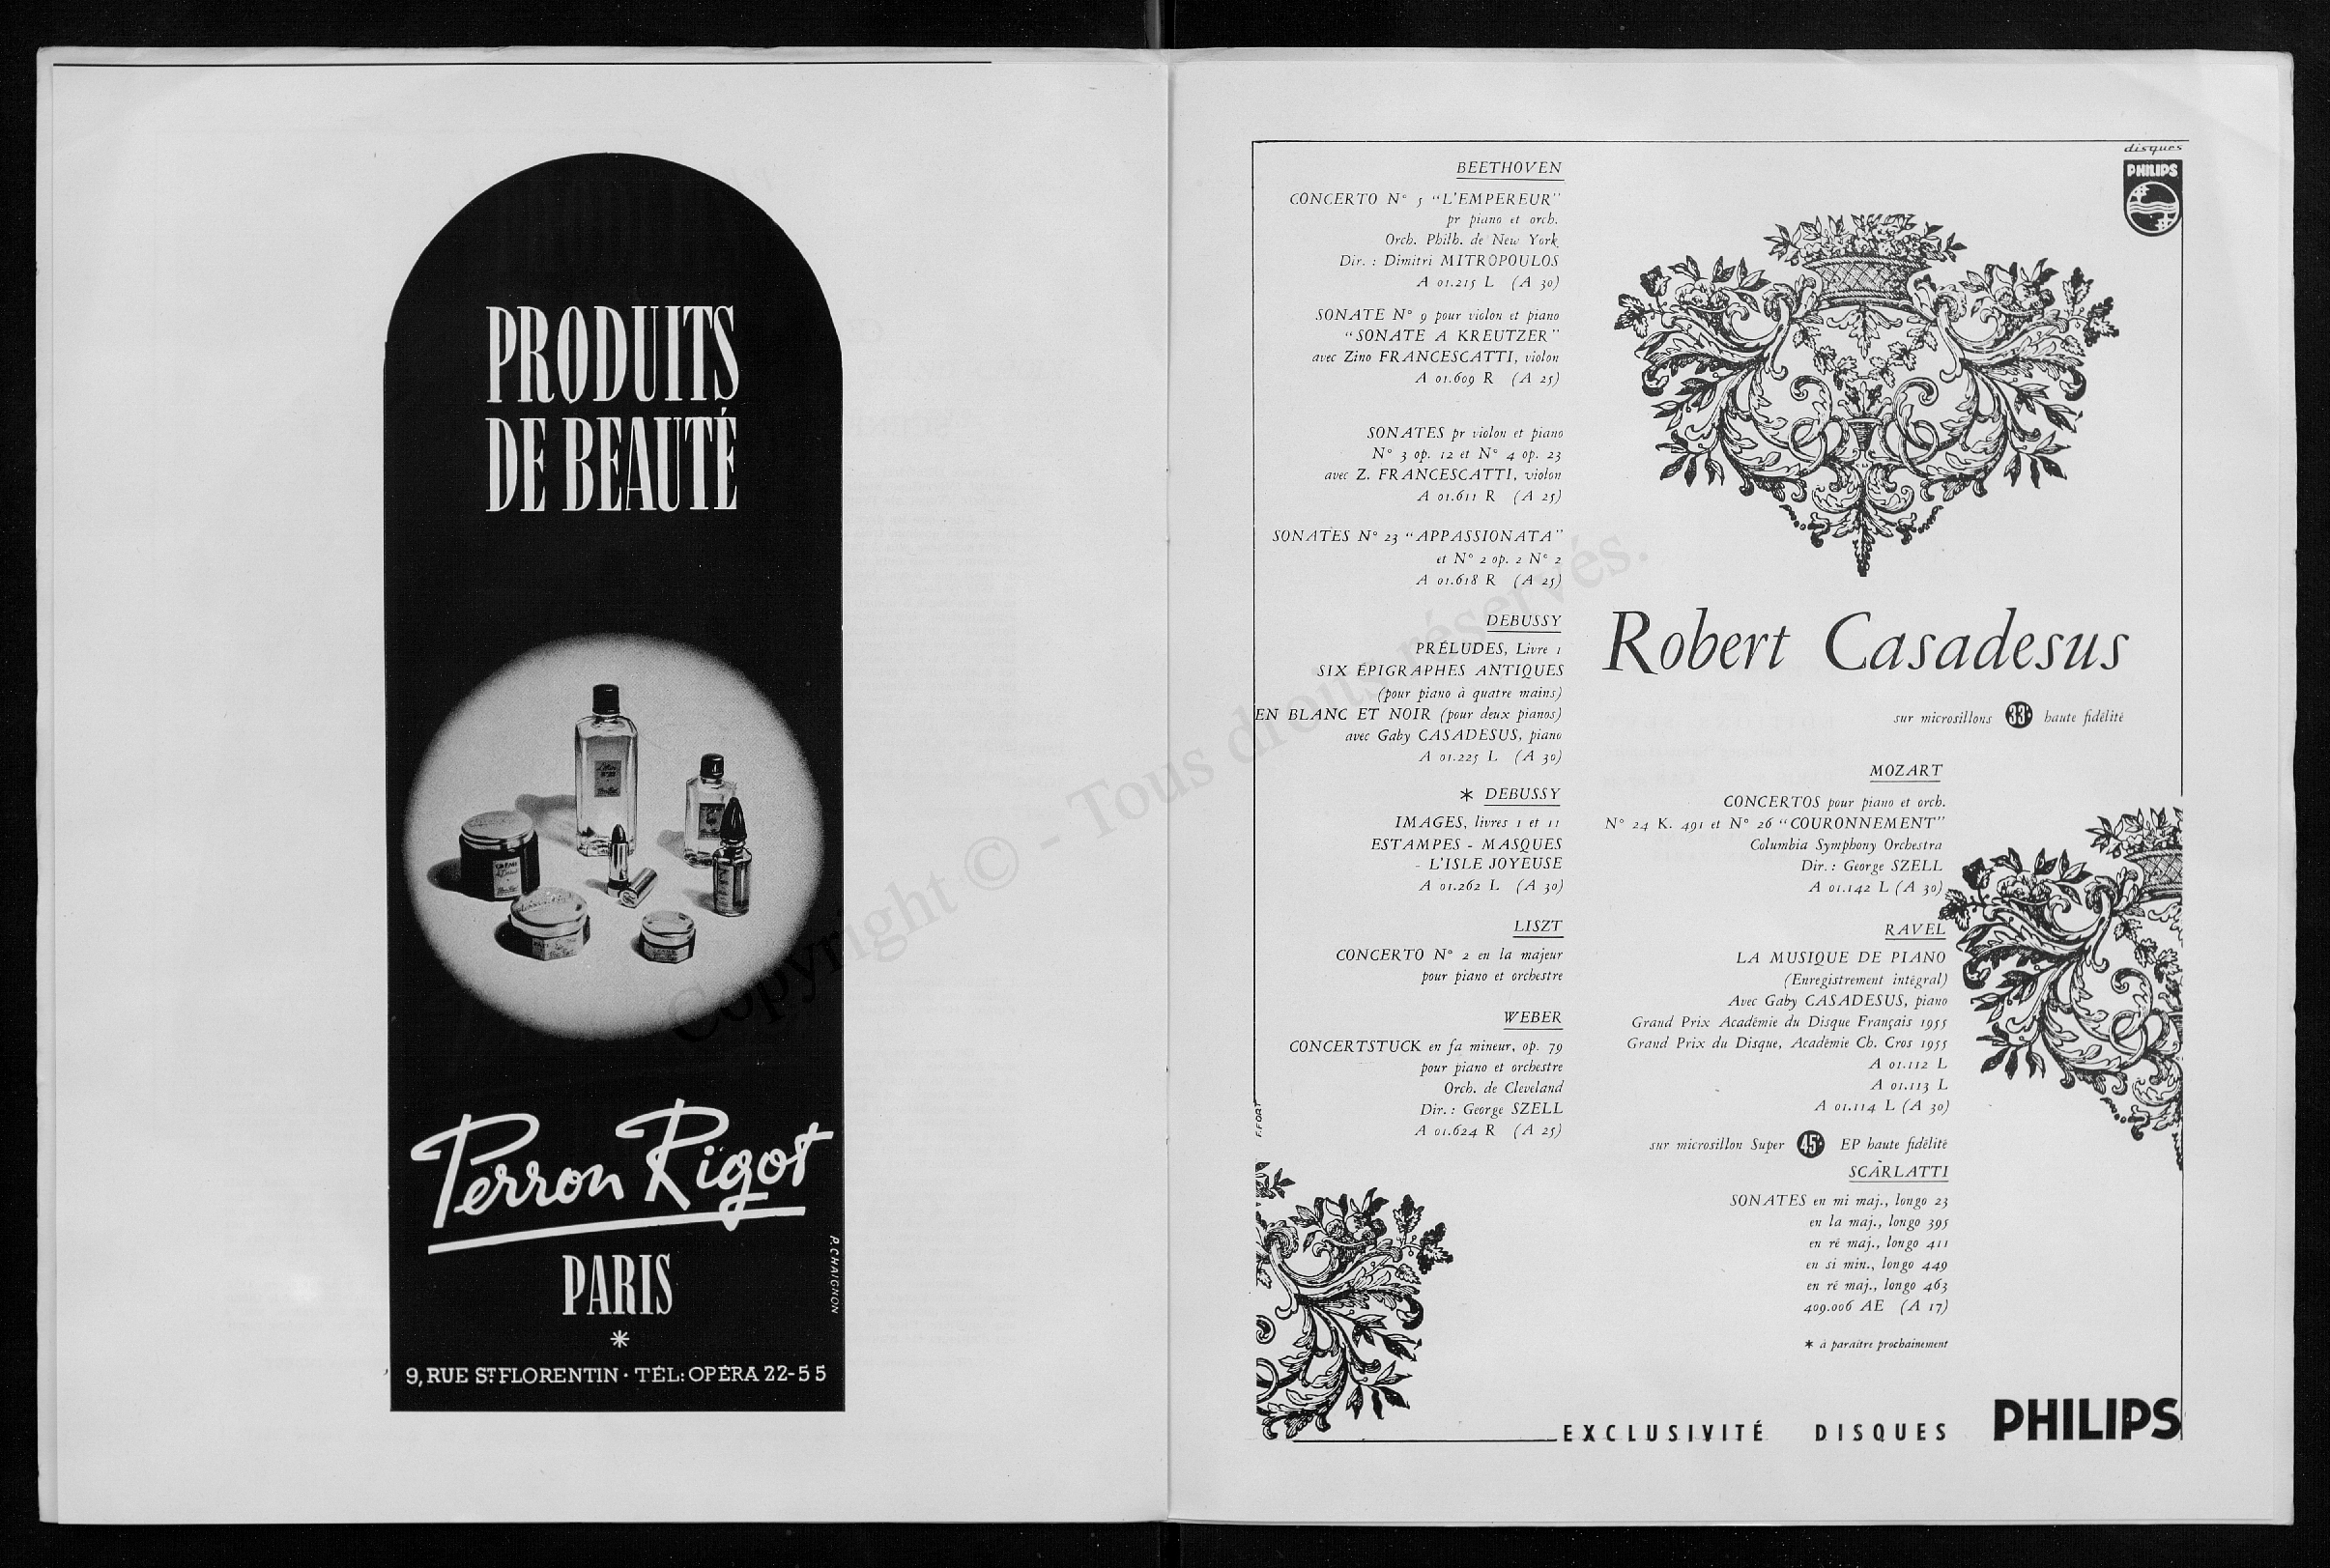 PRODUITS
DE BEAUTÉ
Perron Rigot
PARIS
*
9, RUE ST FLORENTIN · TÉL: OPÉRA 22-55
P. CHAIGNON
disques
PHILIPS
BEETHOVEN
CONCERTO N° 5 "L'EMPEREUR"
pr piano et orch.
Orch. Philh. de New York
Dir. : Dimitri MITROPOULOS
A 01.215 L (A 30)
SONATE N° 9 pour violon et piano
"SONATE A KREUTZER"
avec Zino FRANCESCATTI, violon
A 01.609 R (A 25)
SONATES pr violon et piano
N° 3 op. 12 et N° 4 op. 23
avec Z. FRANCESCATTI, violon
A 01.611 R (A 25)
SONATES N° 23 "APPASSIONATA"
et N° 2 op. 2 N° 2
A 01.618 R (A 25)
DEBUSSY
PRÉLUDES, Livre 1
SIX ÉPIGRAPHES ANTIQUES
(pour piano à quatre mains)
EN BLANC ET NOIR (pour deux pianos)
avec Gaby CASADESUS, piano
A 01.225 L (A 30)
* DEBUSSY
IMAGES, livres 1 et 11
ESTAMPES - MASQUES
- L'ISLE JOYEUSE
A 01.262 L (A 30)
LISZT
CONCERTO N° 2 en la majeur
pour piano et orchestre
WEBER
CONCERTSTUCK en fa mineur, op. 79
pour piano et orchestre
Orch. de Cleveland
Dir. : George SZELL
A 01.624 R (A 25)
F. FORT
Robert Casadesus
sur microsillons 33t haute fidélité
MOZART
CONCERTOS pour piano et orch.
N° 24 K. 491 et N° 26 "COURONNEMENT"
Columbia Symphony Orchestra
Dir. : George SZELL
A 01.142 L (A 30)
RAVEL
LA MUSIQUE DE PIANO
(Enregistrement intégral)
Avec Gaby CASADESUS, piano
Grand Prix Académie du Disque Français 1955
Grand Prix du Disque, Académie Ch. Cros 1955
A 01.112 L
A 01.113 L
A 01.114 L (A 30)
sur microsillon Super 45t EP haute fidélité
SCARLATTI
SONATES en mi maj., longo 23
en la maj., longo 395
en ré maj., longo 411
en si min., longo 449
en ré maj., longo 463
409.006 AE (A 17)
* à paraître prochainement
EXCLUSIVITÉ DISQUES PHILIPS
Copyright © - Tous droits réservés.